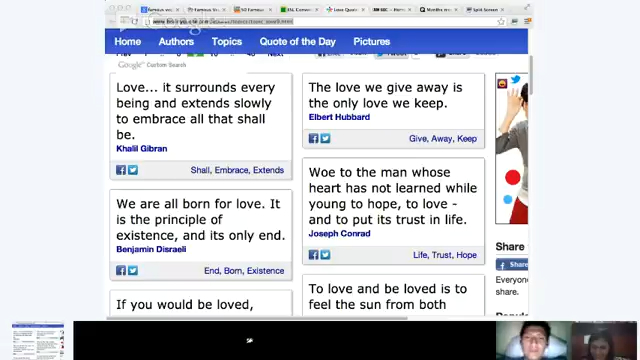 Home Authors Topics Quote of the Day Pictures
Google Custom Search
Love... it surrounds every
being and extends slowly
to embrace all that shall
be.
Khalil Gibran
Shall, Embrace, Extends
We are all born for love. It
is the principle of
existence, and its only end.
Benjamin Disraeli
End, Born, Existence
If you would be loved,
The love we give away is
the only love we keep.
Elbert Hubbard
Give, Away, Keep
Woe to the man whose
heart has not learned while
young to hope, to love -
and to put its trust in life.
Joseph Conrad
Life, Trust, Hope
To love and be loved is to
feel the sun from both
Share
Share
Everyone
share.